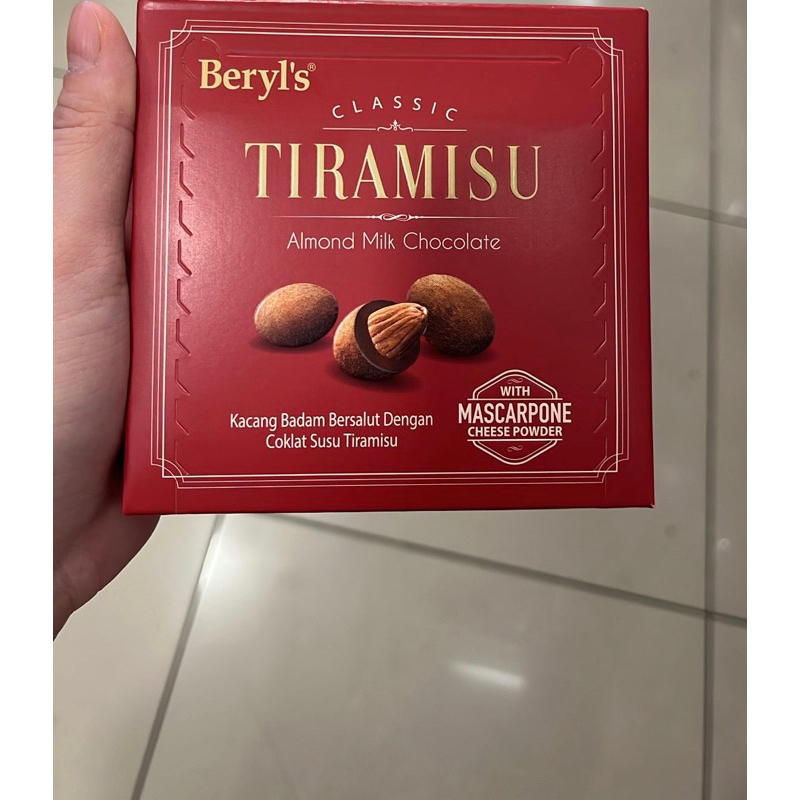 Beryl's®
CLASSIC
TIRAMISU
Almond Milk Chocolate
WITH
MASCARPONE
CHEESE POWDER
Kacang Badam Bersalut Dengan
Coklat Susu Tiramisu